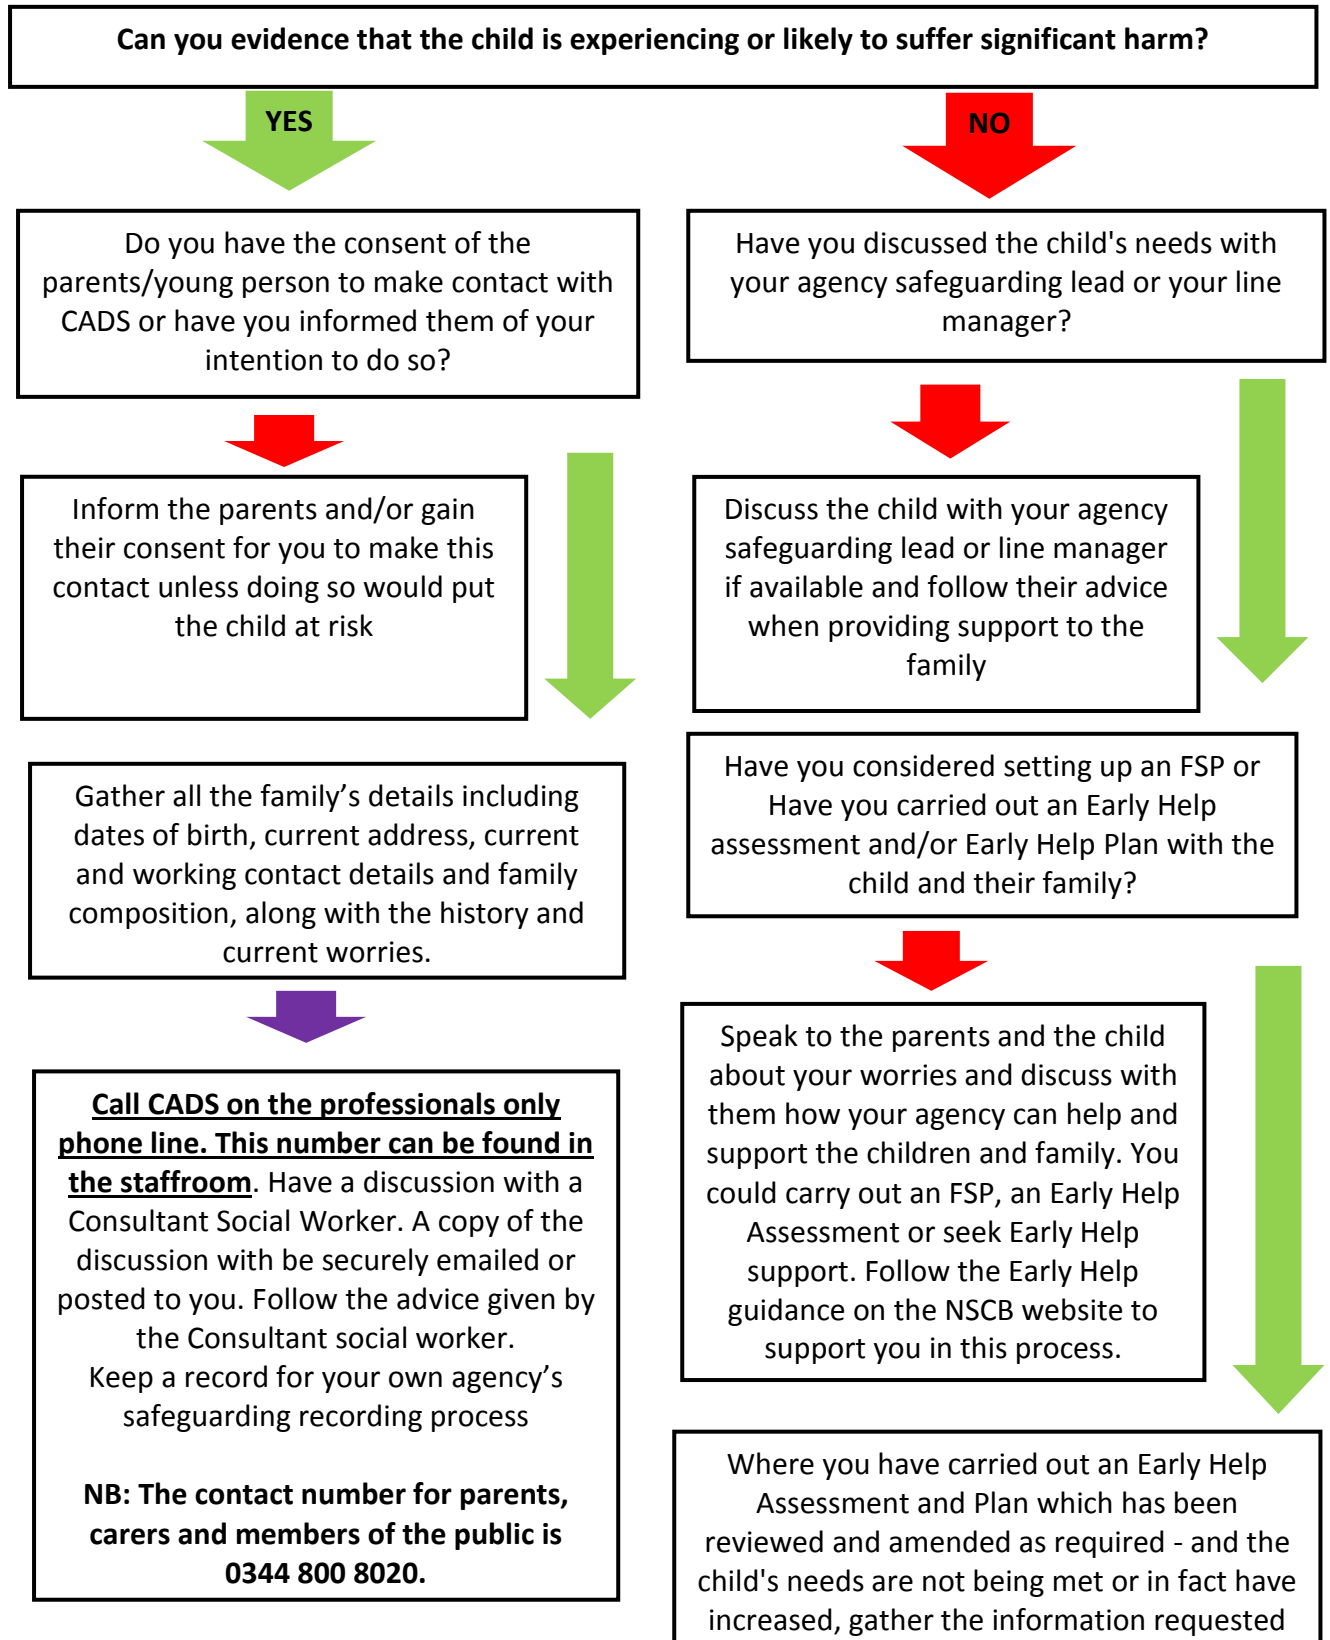 Can you evidence that the child is experiencing or likely to suffer significant harm?
YES
NO
Do you have the consent of the
parents/young person to make contact with
CADS or have you informed them of your
intention to do so?
Have you discussed the child's needs with
your agency safeguarding lead or your line
manager?
Inform the parents and/or gain
their consent for you to make this
contact unless doing so would put
the child at risk
Discuss the child with your agency
safeguarding lead or line manager
if available and follow their advice
when providing support to the
family
Gather all the family’s details including
dates of birth, current address, current
and working contact details and family
composition, along with the history and
current worries.
Have you considered setting up an FSP or
Have you carried out an Early Help
assessment and/or Early Help Plan with the
child and their family?
Call CADS on the professionals only
phone line. This number can be found in
the staffroom. Have a discussion with a
Consultant Social Worker. A copy of the
discussion with be securely emailed or
posted to you. Follow the advice given by
the Consultant social worker.
Keep a record for your own agency’s
safeguarding recording process
NB: The contact number for parents,
carers and members of the public is
0344 800 8020.
Speak to the parents and the child
about your worries and discuss with
them how your agency can help and
support the children and family. You
could carry out an FSP, an Early Help
Assessment or seek Early Help
support. Follow the Early Help
guidance on the NSCB website to
support you in this process.
Where you have carried out an Early Help
Assessment and Plan which has been
reviewed and amended as required - and the
child's needs are not being met or in fact have
increased, gather the information requested